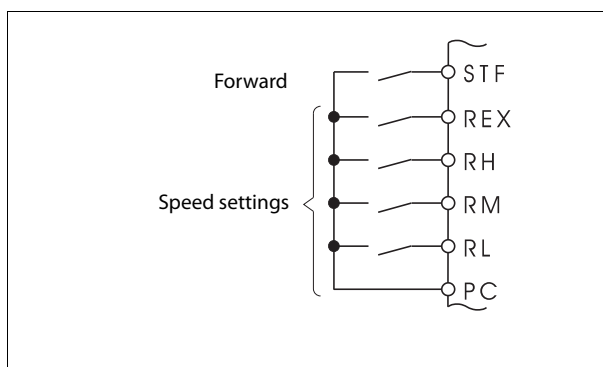 Forward
STF
REX
RH
Speed settings
RM
RL
PC